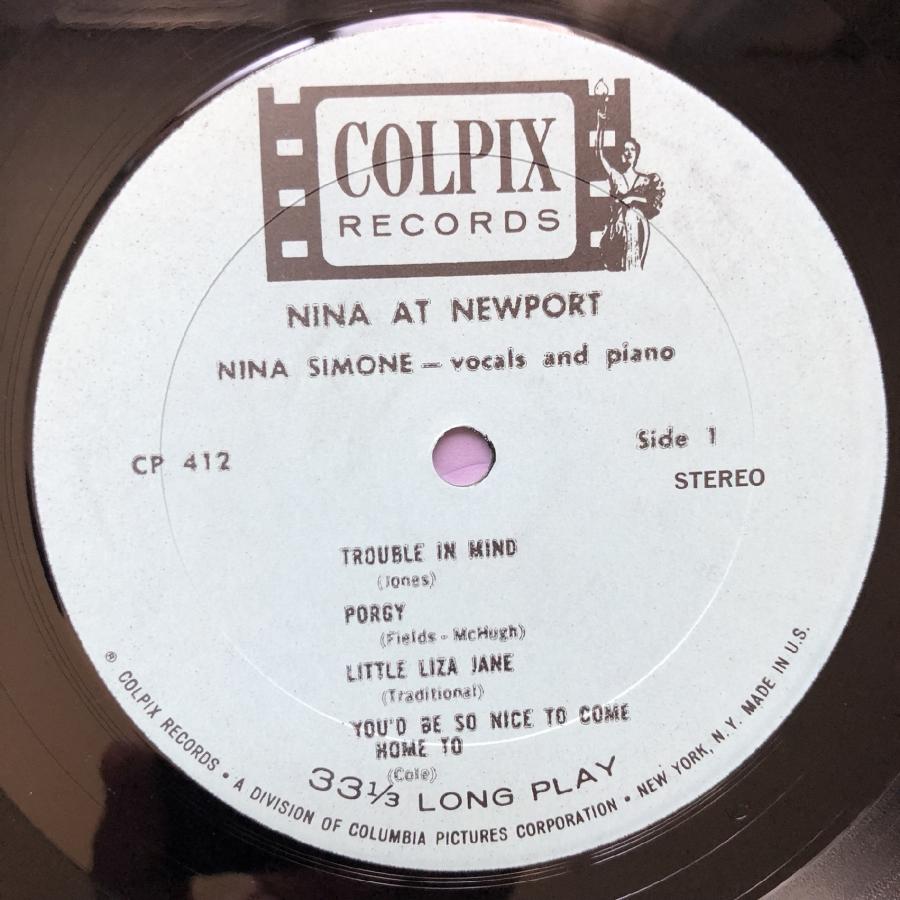 COLPIX
RECORDS
NINA AT NEWPORT
NINA SIMONE — vocals and piano
CP 412
Side 1
STEREO
TROUBLE IN MIND
(Jones)
PORGY
(Fields - McHugh)
LITTLE LIZA JANE
(Traditional)
YOU'D BE SO NICE TO COME
HOME TO
(Cole)
33⅓ LONG PLAY
® COLPIX RECORDS • A DIVISION OF COLUMBIA PICTURES CORPORATION • NEW YORK, N.Y. MADE IN U.S.